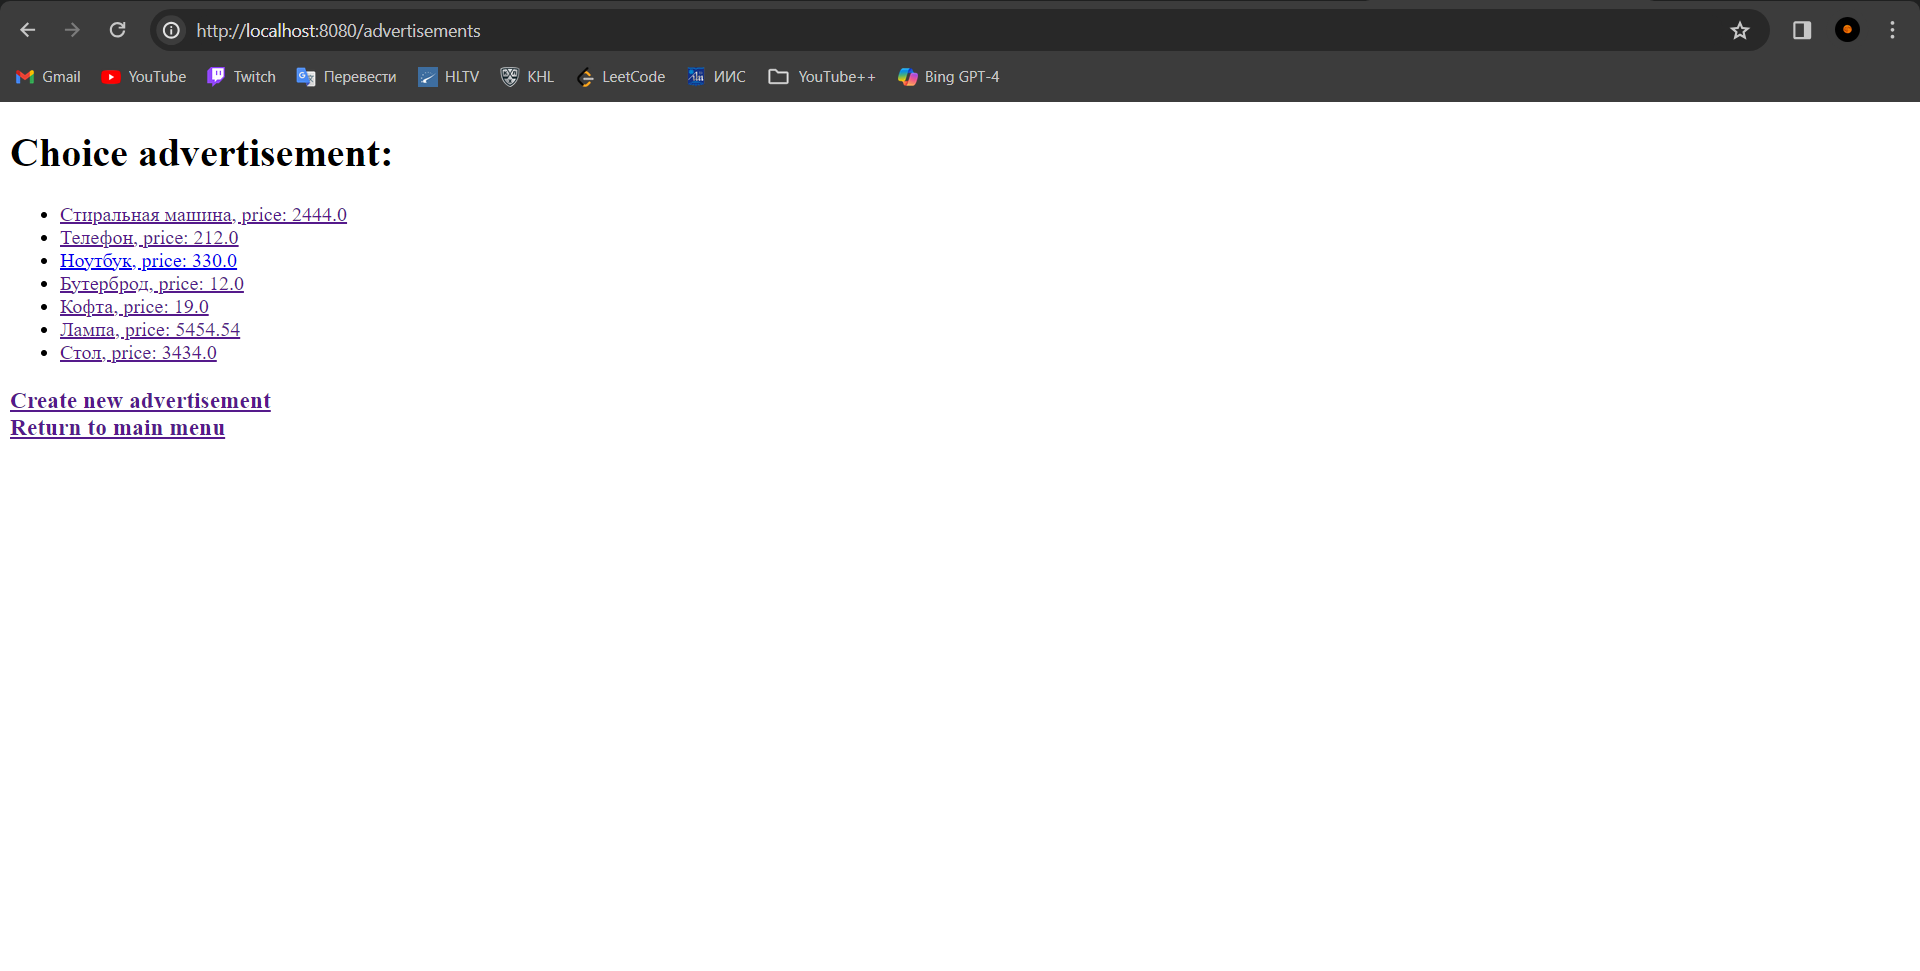 http://localhost:8080/advertisements
Gmail YouTube Twitch Перевести HLTV KHL LeetCode ИИС YouTube++ Bing GPT-4
Choice advertisement:
Стиральная машина, price: 2444.0
Телефон, price: 212.0
Ноутбук, price: 330.0
Бутерброд, price: 12.0
Кофта, price: 19.0
Лампа, price: 5454.54
Стол, price: 3434.0
Create new advertisement
Return to main menu